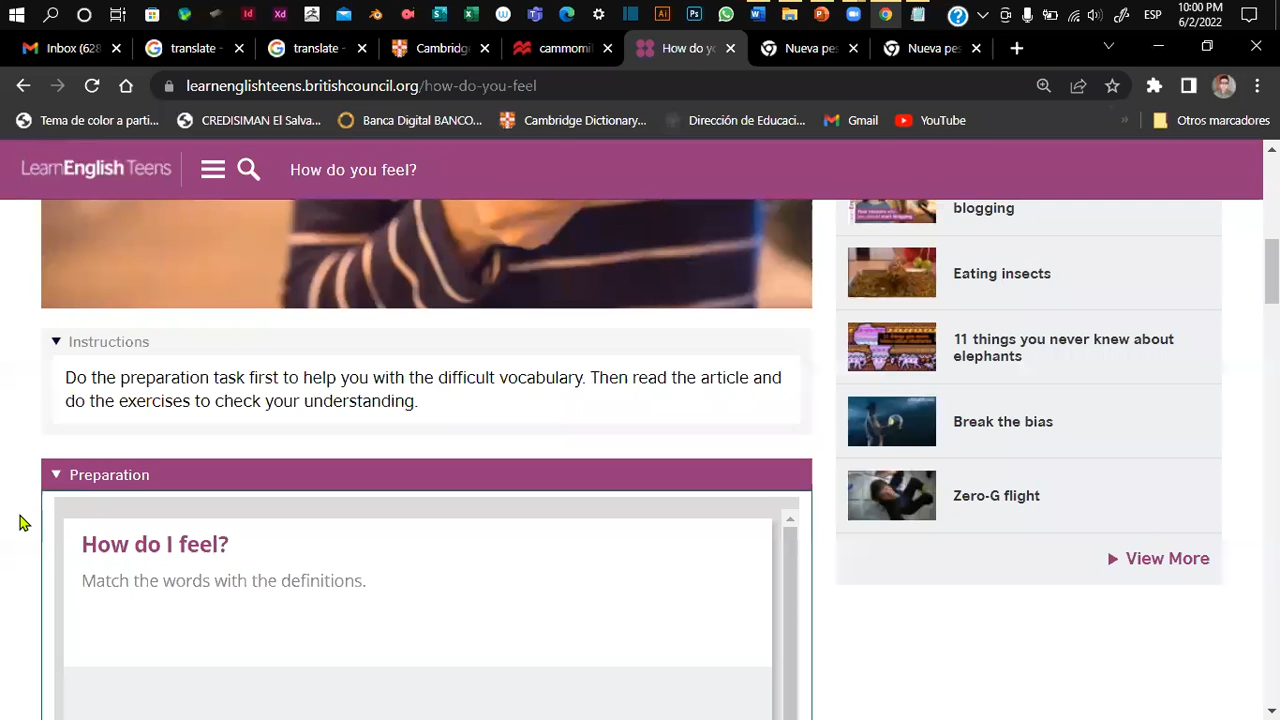 10:00 PM
ESP
6/2/2022
Inbox (628
translate -
translate -
Cambridg
cammomil
How do yo
Nueva pes
Nueva pes
learnenglishteens.britishcouncil.org/how-do-you-feel
Tema de color a parti...
CREDISIMAN El Salva...
Banca Digital BANCO...
Cambridge Dictionary...
Dirección de Educaci...
Gmail
YouTube
Otros marcadores
LearnEnglish Teens
How do you feel?
blogging
Eating insects
11 things you never knew about
elephants
Break the bias
Zero-G flight
View More
Instructions
Do the preparation task first to help you with the difficult vocabulary. Then read the article and
do the exercises to check your understanding.
Preparation
How do I feel?
Match the words with the definitions.